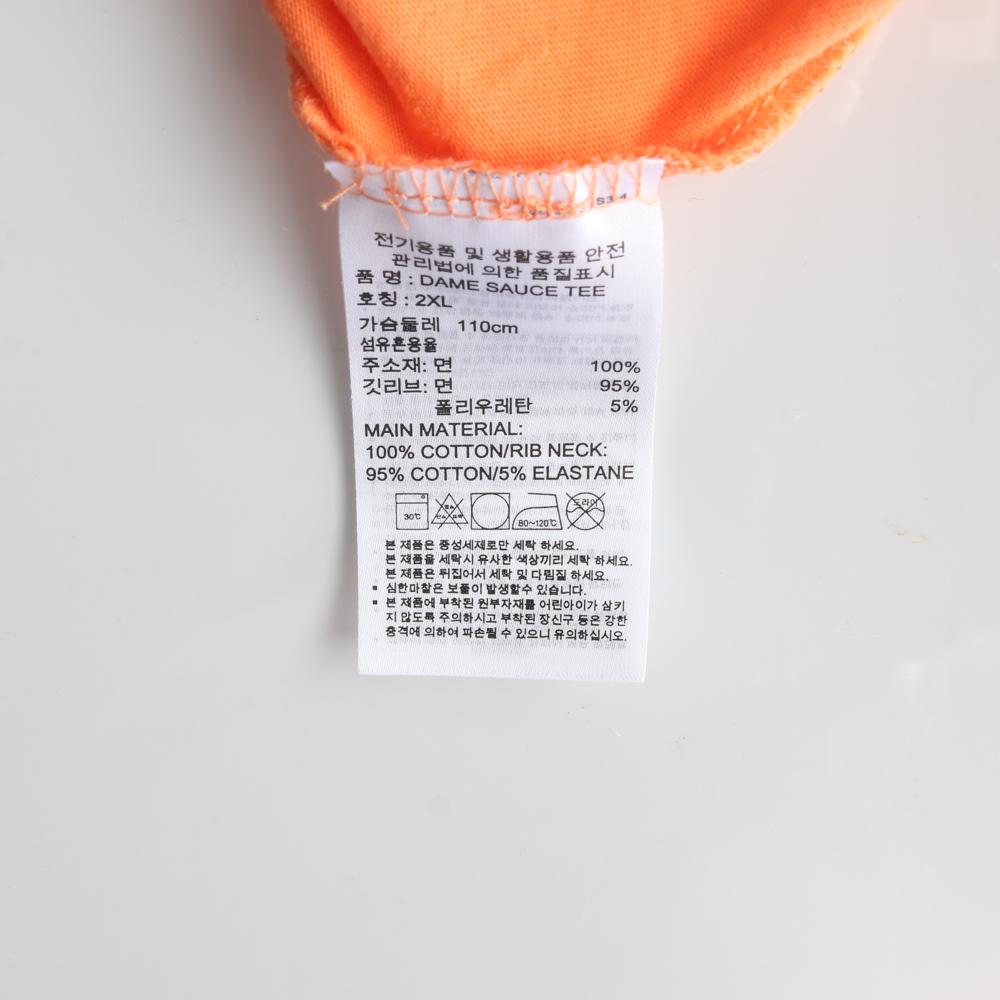 전기용품 및 생활용품 안전
관리법에 의한 품질표시
품 명 : DAME SAUCE TEE
호칭 : 2XL
가슴둘레 110cm
섬유혼용율
주소재: 면 100%
깃리브: 면 95%
폴리우레탄 5%
MAIN MATERIAL:
100% COTTON/RIB NECK:
95% COTTON/5% ELASTANE
30℃ 80~120℃ 드라이
본 제품은 중성세제로만 세탁 하세요.
본 제품을 세탁시 유사한 색상끼리 세탁 하세요.
본 제품은 뒤집어서 세탁 및 다림질 하세요.
▪ 심한마찰은 보풀이 발생할수 있습니다.
▪ 본 제품에 부착된 원부자재를 어린아이가 삼키
지 않도록 주의하시고 부착된 장신구 등은 강한
충격에 의하여 파손될 수 있으니 유의하십시오.